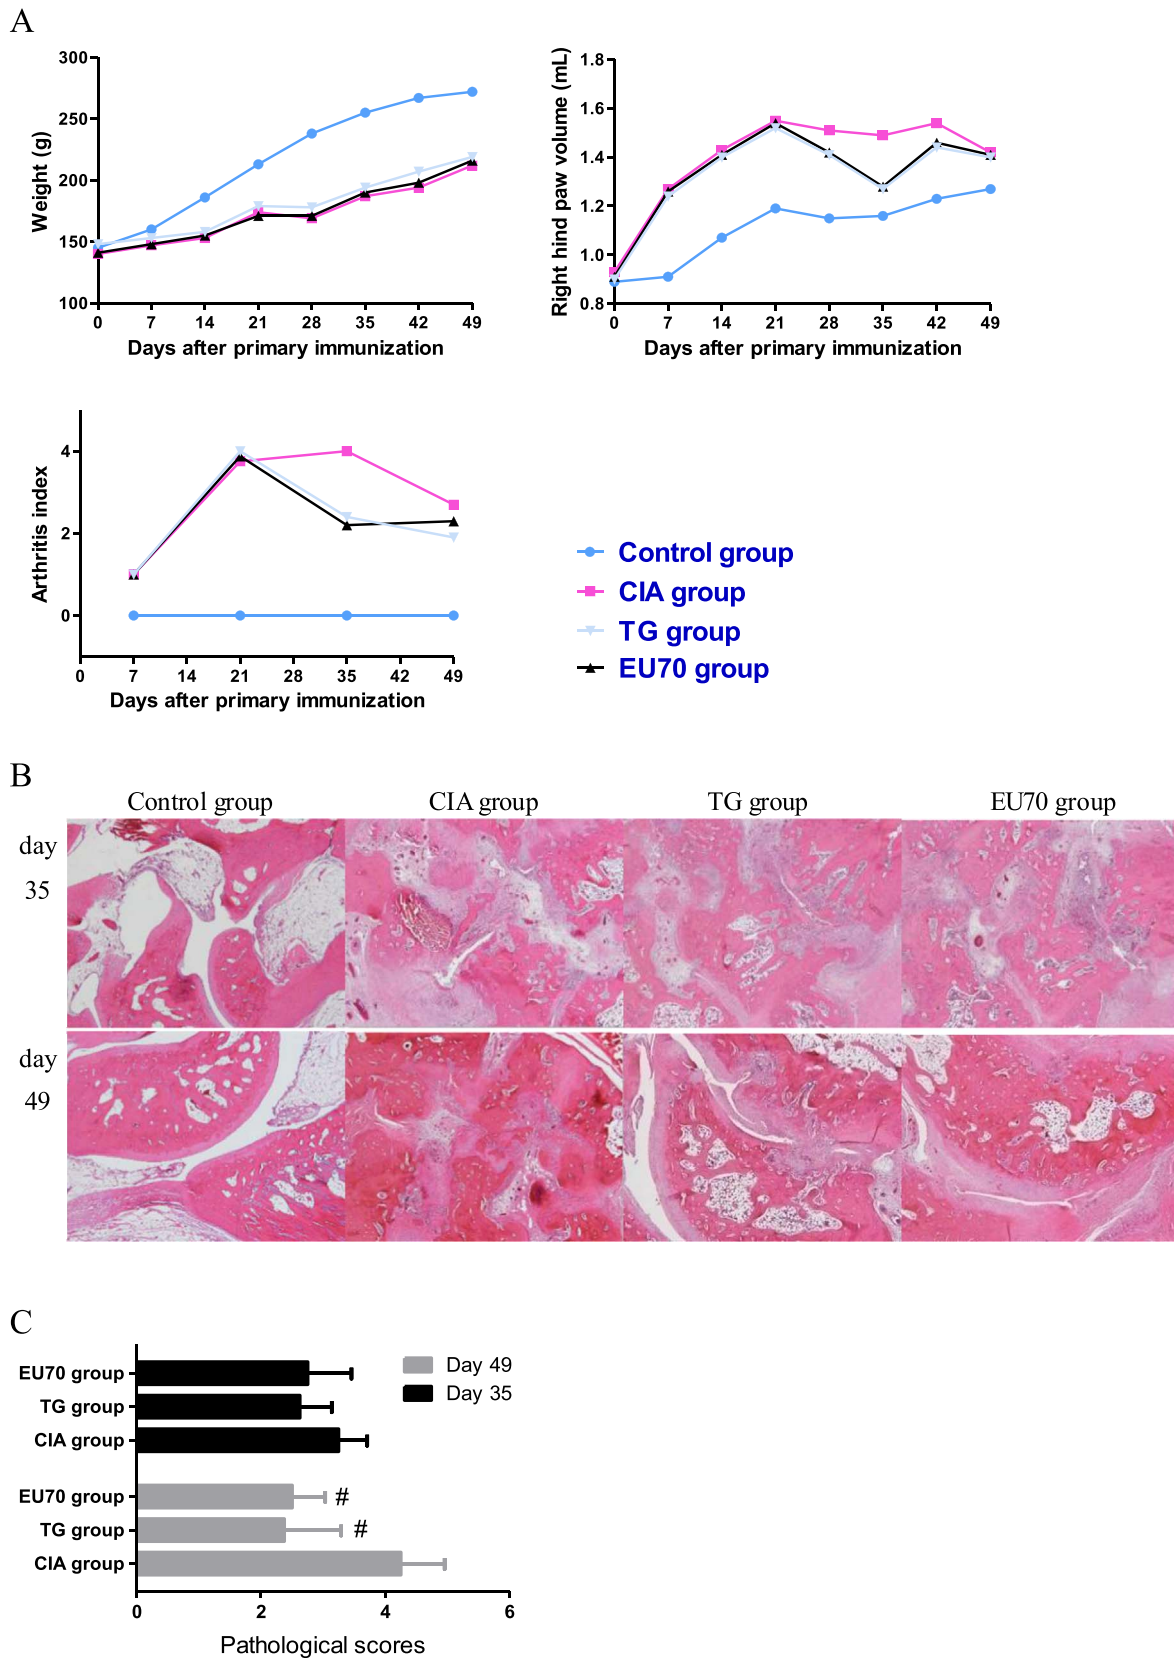 A
300
250
200
150
100
Weight (g)
0 7 14 21 28 35 42 49
Days after primary immunization
1.8
1.6
1.4
1.2
1.0
0.8
Right hind paw volume (mL)
0 7 14 21 28 35 42 49
Days after primary immunization
4
2
0
Arthritis index
0 7 14 21 28 35 42 49
Days after primary immunization
Control group
CIA group
TG group
EU70 group
B
Control group CIA group TG group EU70 group
day
35
day
49
C
EU70 group
TG group
CIA group
EU70 group #
TG group #
CIA group
Day 49
Day 35
0 2 4 6
Pathological scores